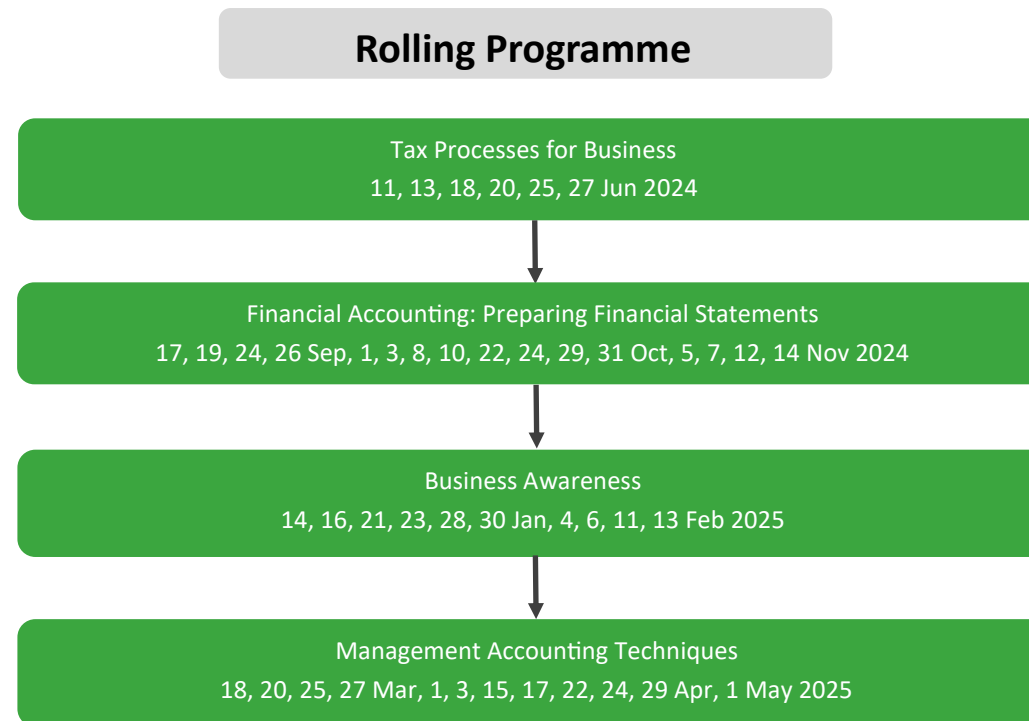 Rolling Programme
Tax Processes for Business
11, 13, 18, 20, 25, 27 Jun 2024
Financial Accounting: Preparing Financial Statements
17, 19, 24, 26 Sep, 1, 3, 8, 10, 22, 24, 29, 31 Oct, 5, 7, 12, 14 Nov 2024
Business Awareness
14, 16, 21, 23, 28, 30 Jan, 4, 6, 11, 13 Feb 2025
Management Accounting Techniques
18, 20, 25, 27 Mar, 1, 3, 15, 17, 22, 24, 29 Apr, 1 May 2025